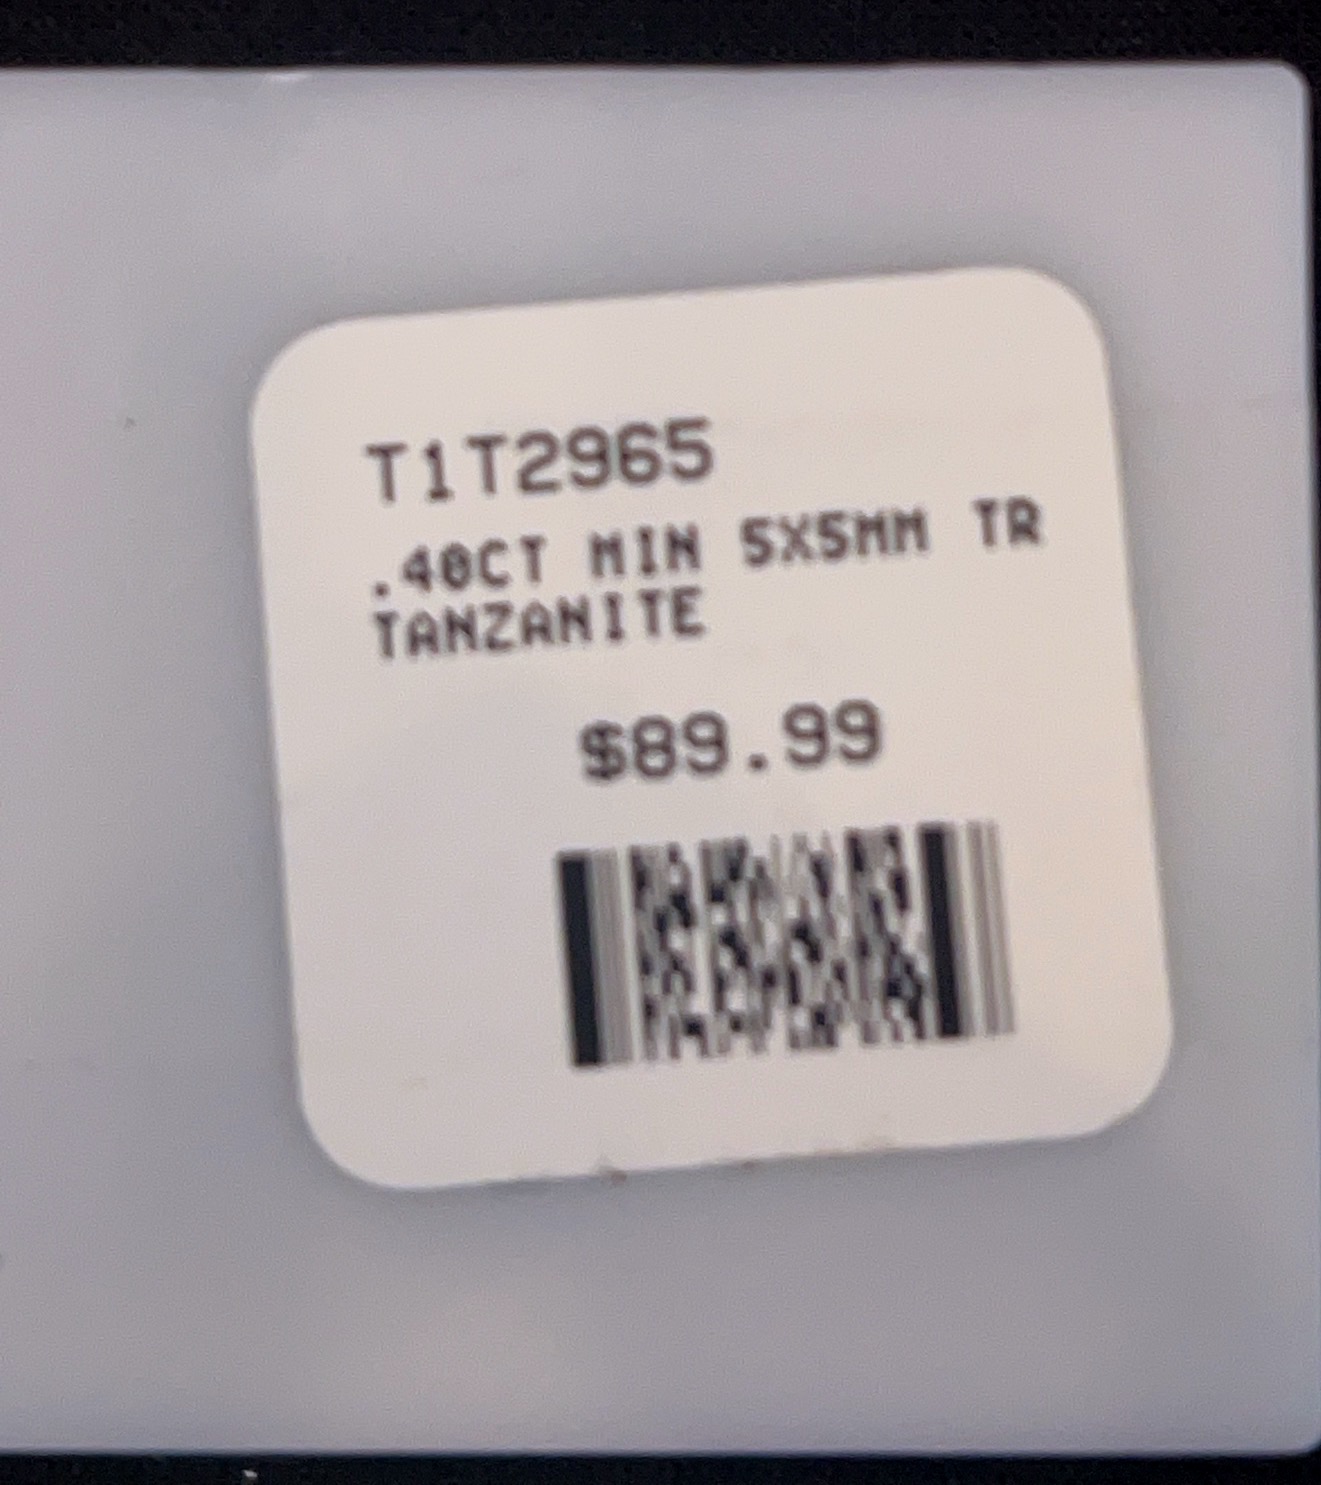 T1T2965
.40CT MIN 5X5MM TR
TANZANITE
$89.99